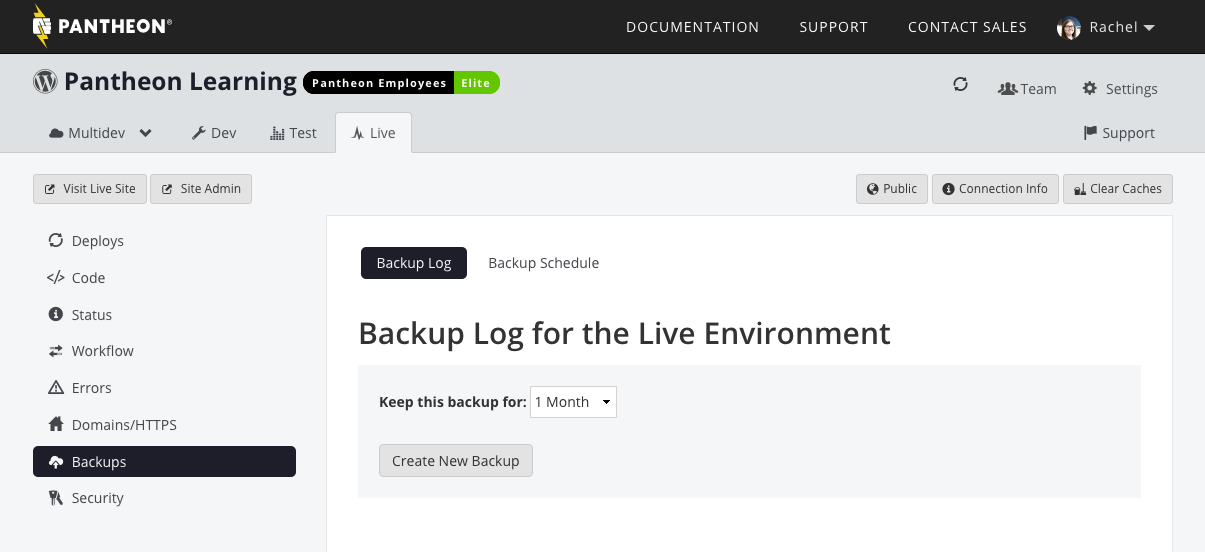 PANTHEON®
DOCUMENTATION SUPPORT CONTACT SALES Rachel
Pantheon Learning Pantheon Employees Elite
Team Settings
Multidev Dev Test Live Support
Visit Live Site Site Admin Public Connection Info Clear Caches
Deploys
Code
Status
Workflow
Errors
Domains/HTTPS
Backups
Security
Backup Log Backup Schedule
Backup Log for the Live Environment
Keep this backup for: 1 Month
Create New Backup